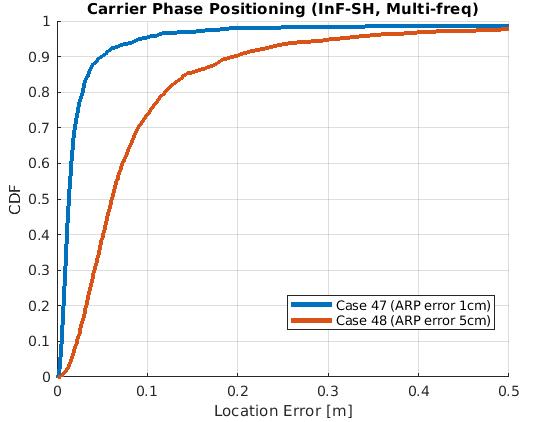 Carrier Phase Positioning (InF-SH, Multi-freq)
1
0.9
0.8
0.7
0.6
0.5
0.4
0.3
0.2
0.1
0
CDF
Case 47 (ARP error 1cm)
Case 48 (ARP error 5cm)
0 0.1 0.2 0.3 0.4 0.5
Location Error [m]